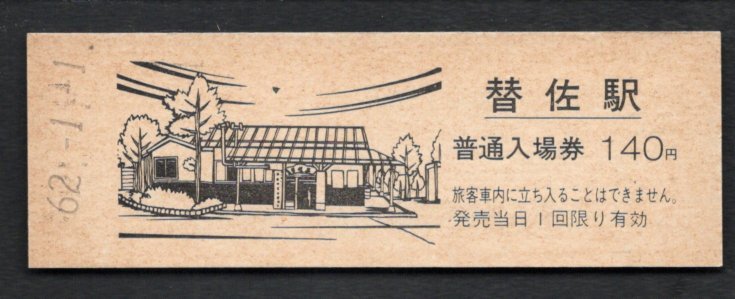 62.-1.11.
替佐駅
普通入場券 140円
旅客車内に立ち入ることはできません。
発売当日1回限り有効